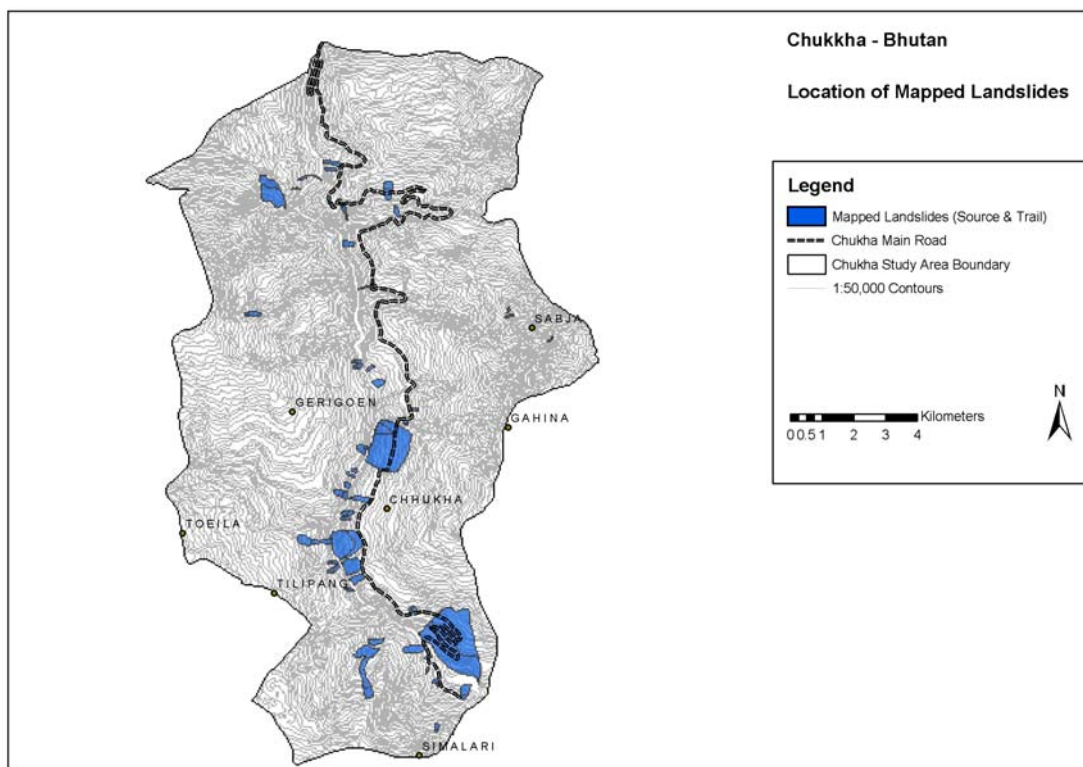 Chukkha - Bhutan
Location of Mapped Landslides
Legend
Mapped Landslides (Source & Trail)
Chukha Main Road
Chukha Study Area Boundary
1:50,000 Contours
N
Kilometers
0 0.5 1 2 3 4
SABJA
GERIGOEN
GAHINA
CHHUKHA
TOEILA
TILIPANG
SIMALARI